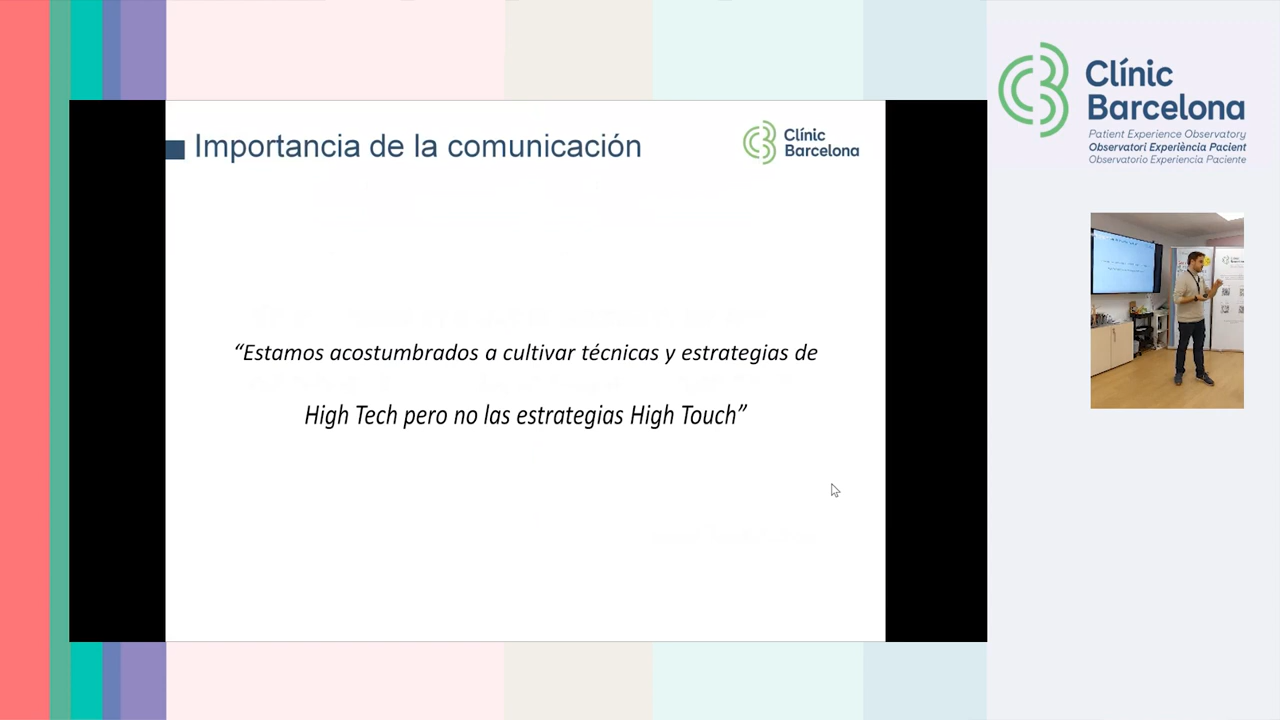 Importancia de la comunicación
Clínic
Barcelona
“Estamos acostumbrados a cultivar técnicas y estrategias de
High Tech pero no las estrategias High Touch”
Clínic
Barcelona
Patient Experience Observatory
Observatori Experiència Pacient
Observatorio Experiencia Paciente